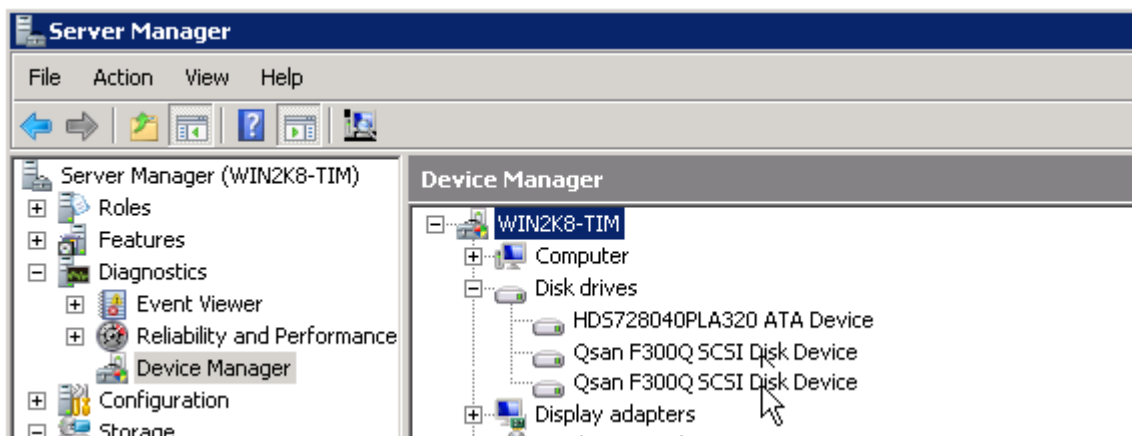 Server Manager
File Action View Help
Server Manager (WIN2K8-TIM)
Roles
Features
Diagnostics
Event Viewer
Reliability and Performance
Device Manager
Configuration
Storage
Device Manager
WIN2K8-TIM
Computer
Disk drives
HDS728040PLA320 ATA Device
Qsan F300Q SCSI Disk Device
Qsan F300Q SCSI Disk Device
Display adapters